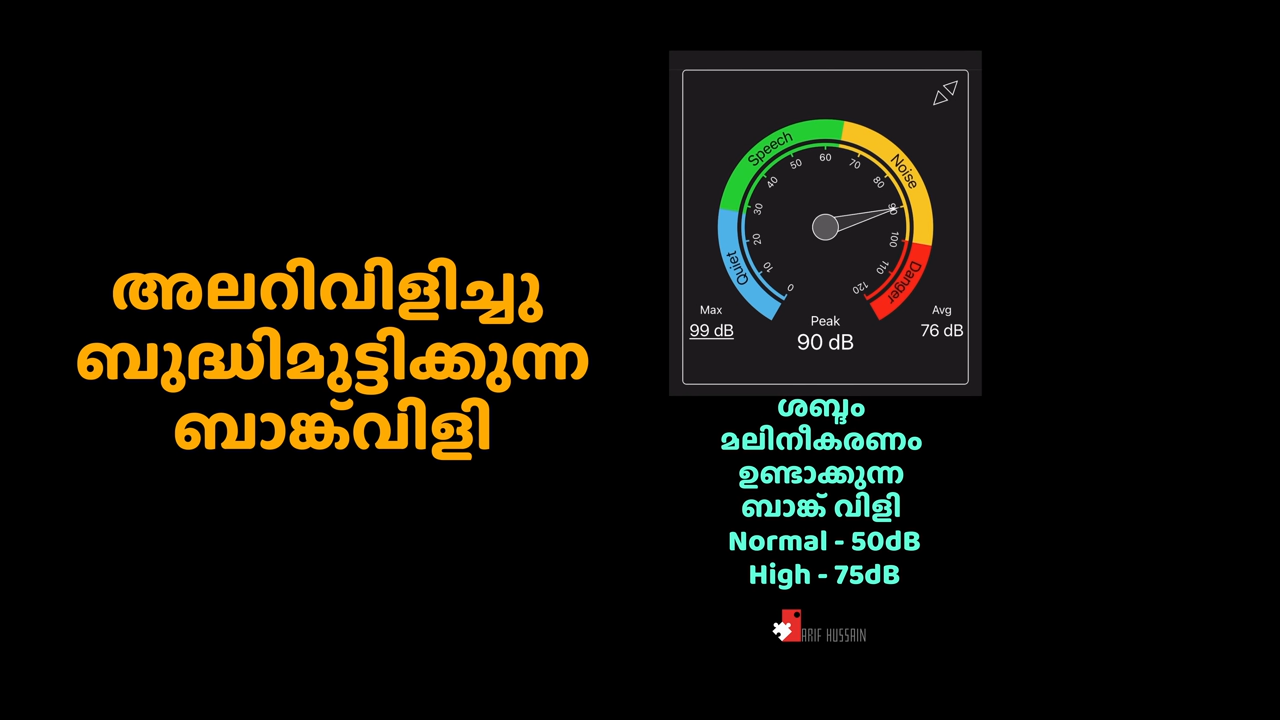 അലറിവിളിച്ചു
ബുദ്ധിമുട്ടിക്കുന്ന
ബാങ്ക്‌വിളി
Quiet
Speech
Noise
Danger
0
10
20
30
40
50
60
70
80
90
100
110
120
Max
99 dB
Peak
90 dB
Avg
76 dB
ശബ്ദം
മലിനീകരണം
ഉണ്ടാക്കുന്ന
ബാങ്ക് വിളി
Normal - 50dB
High - 75dB
ARIF HUSSAIN